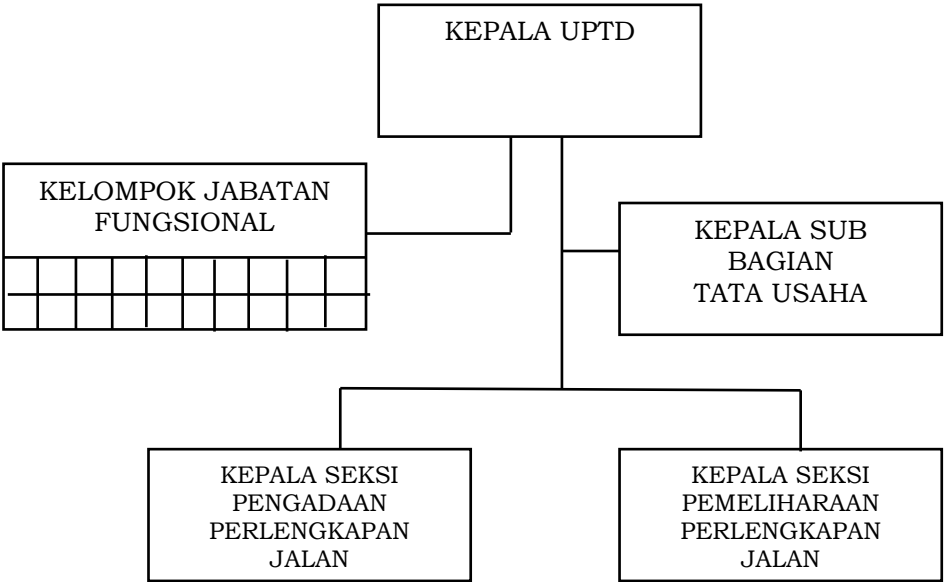 KEPALA UPTD
KELOMPOK JABATAN
FUNGSIONAL
KEPALA SUB
BAGIAN
TATA USAHA
KEPALA SEKSI
PENGADAAN
PERLENGKAPAN
JALAN
KEPALA SEKSI
PEMELIHARAAN
PERLENGKAPAN
JALAN